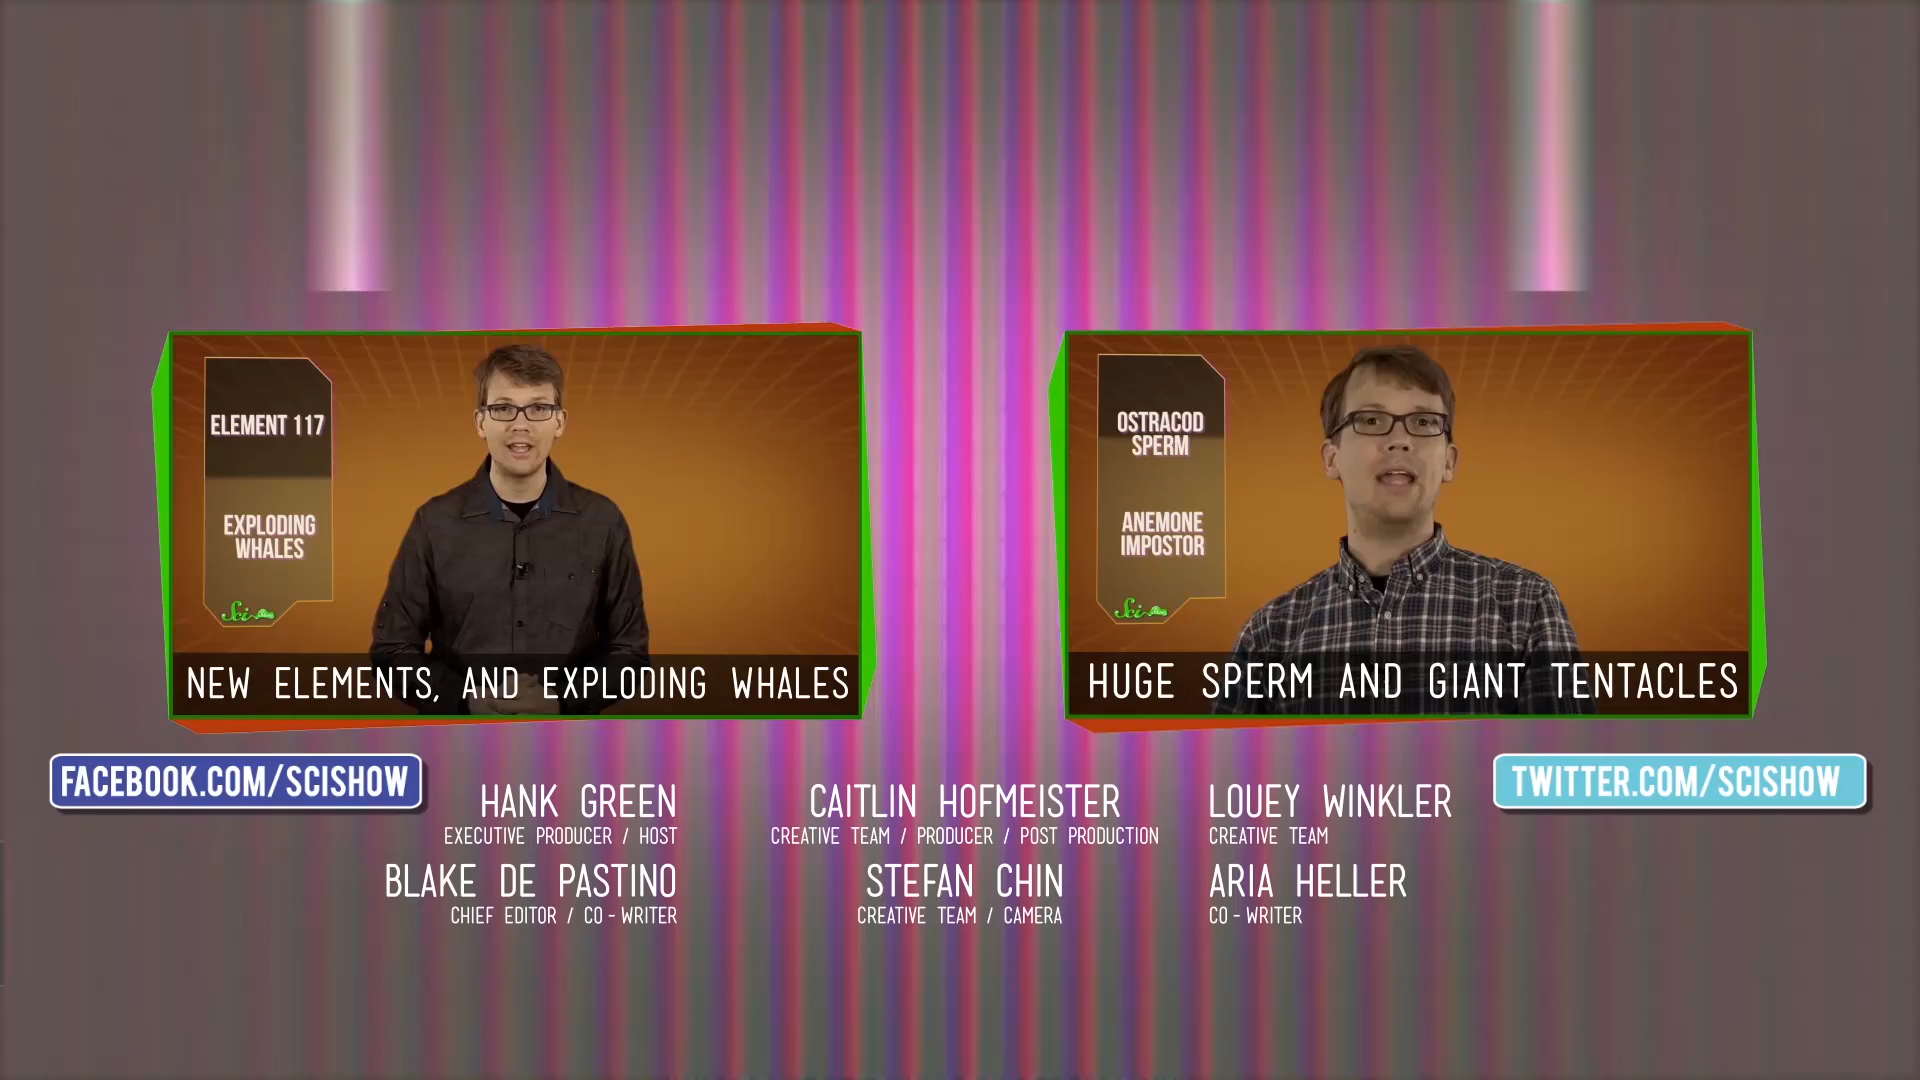 ELEMENT 117
EXPLODING
WHALES
Sci
NEW ELEMENTS, AND EXPLODING WHALES
OSTRACOD
SPERM
ANEMONE
IMPOSTOR
Sci
HUGE SPERM AND GIANT TENTACLES
FACEBOOK.COM/SCISHOW
TWITTER.COM/SCISHOW
HANK GREEN
EXECUTIVE PRODUCER / HOST
CAITLIN HOFMEISTER
CREATIVE TEAM / PRODUCER / POST PRODUCTION
LOUEY WINKLER
CREATIVE TEAM
BLAKE DE PASTINO
CHIEF EDITOR / CO-WRITER
STEFAN CHIN
CREATIVE TEAM / CAMERA
ARIA HELLER
CO-WRITER